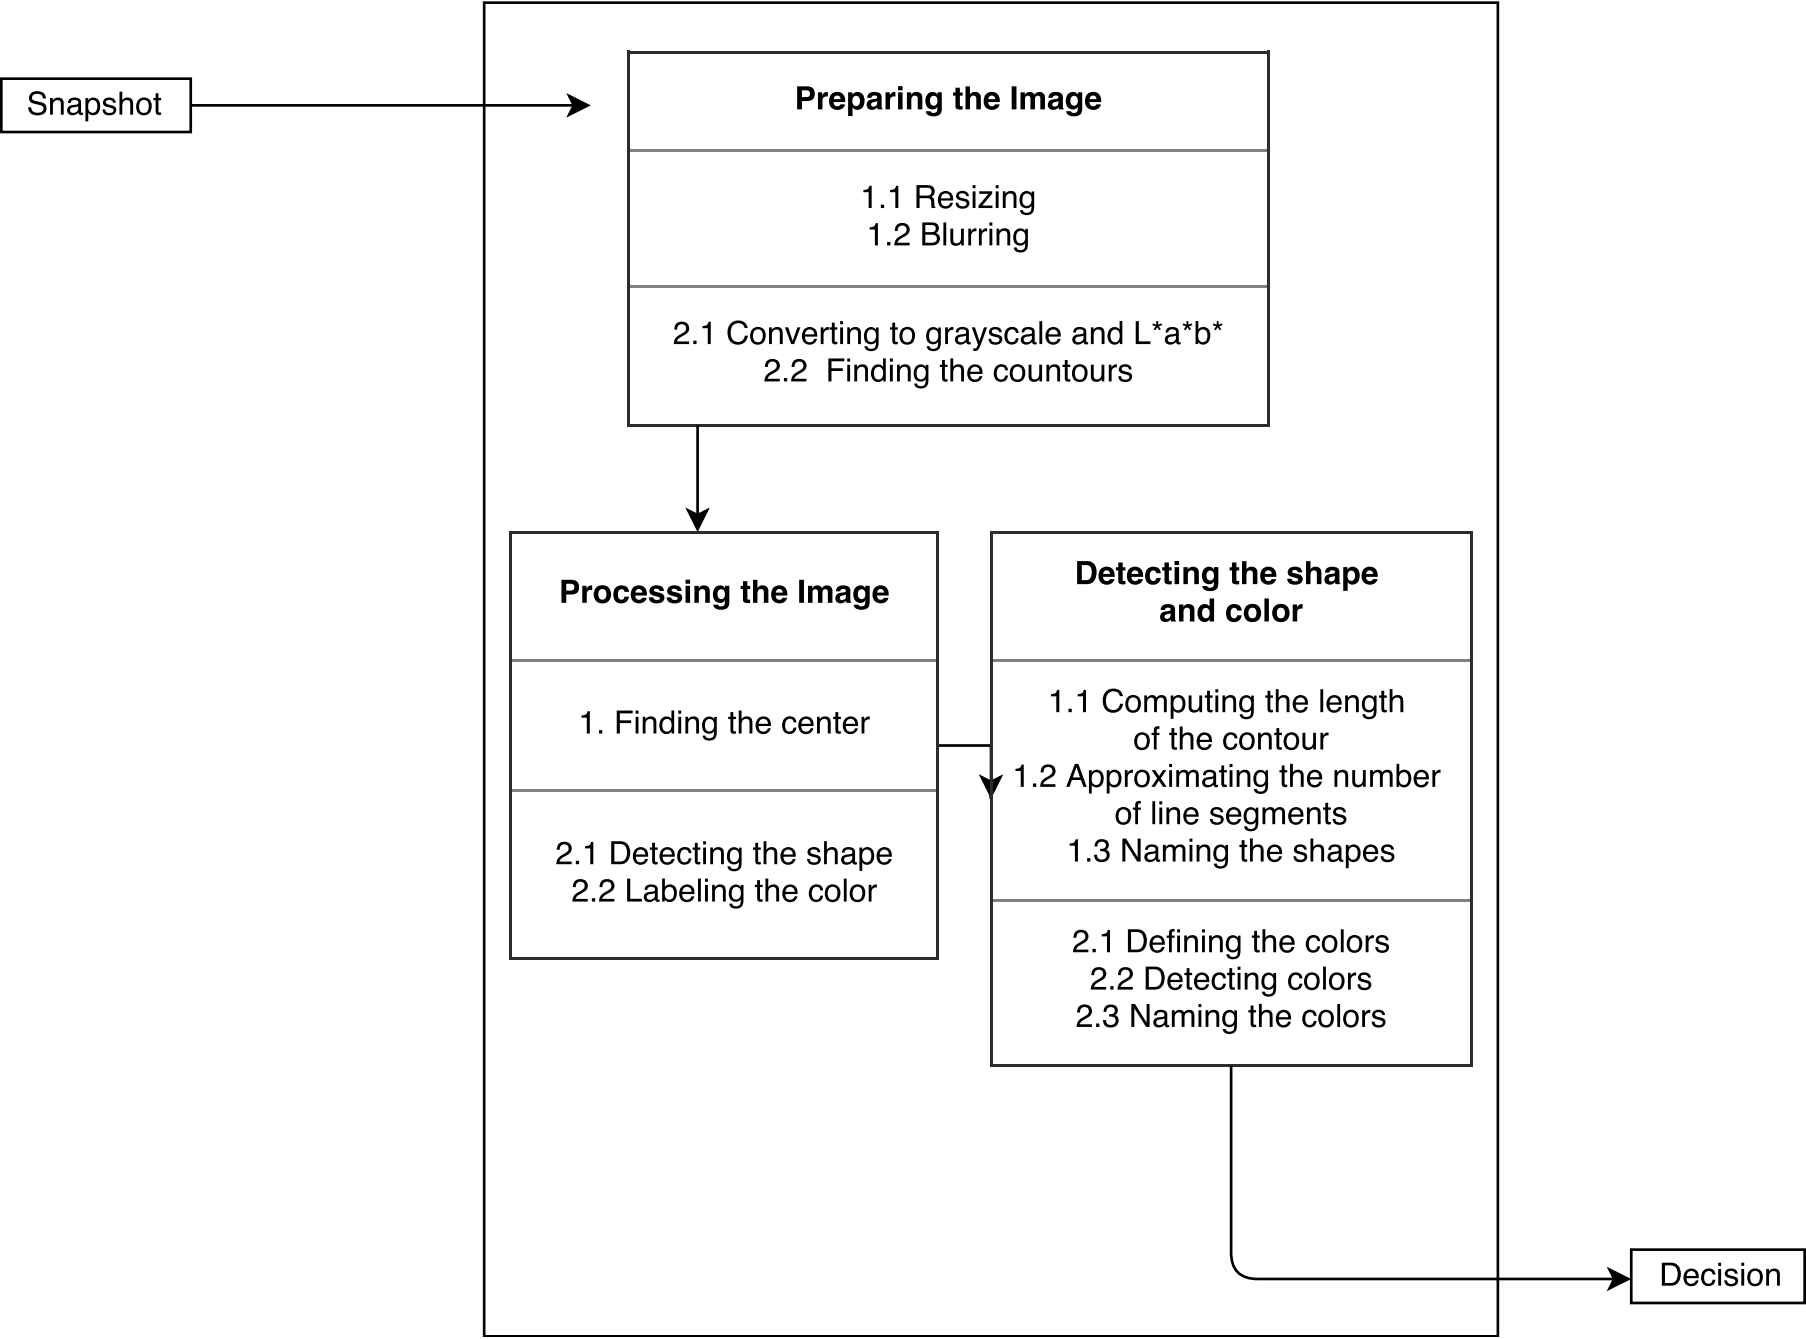 Snapshot
Preparing the Image
1.1 Resizing
1.2 Blurring
2.1 Converting to grayscale and L*a*b*
2.2  Finding the countours
Processing the Image
1. Finding the center
2.1 Detecting the shape
2.2 Labeling the color
Detecting the shape
and color
1.1 Computing the length
of the contour
1.2 Approximating the number
of line segments
1.3 Naming the shapes
2.1 Defining the colors
2.2 Detecting colors
2.3 Naming the colors
Decision